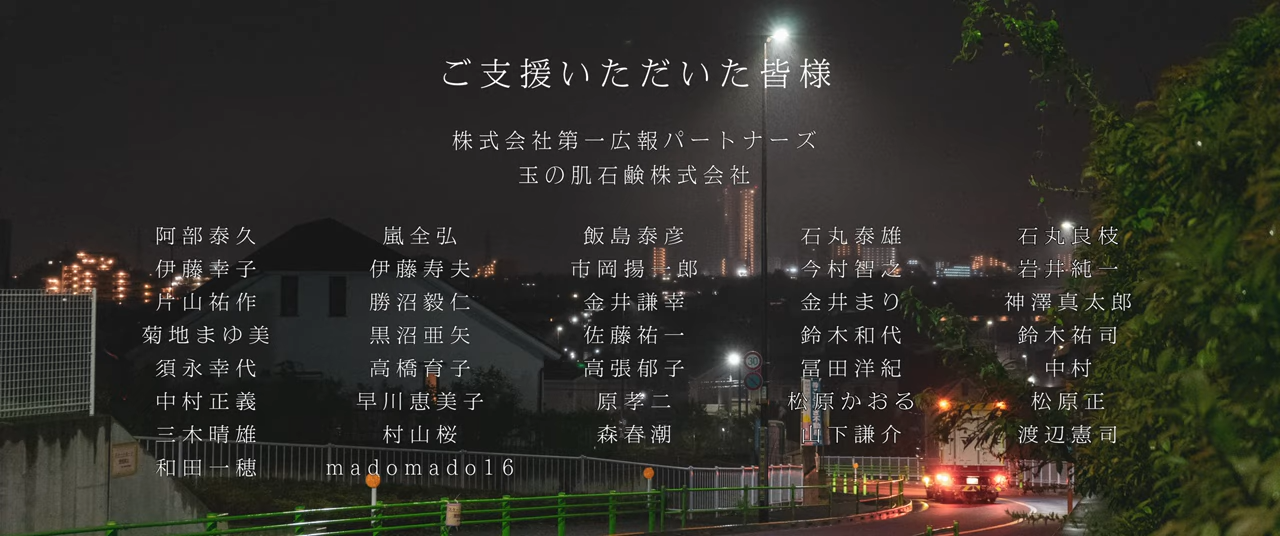 ご支援いただいた皆様
株式会社第一広報パートナーズ
玉の肌石鹸株式会社
阿部泰久 嵐全弘 飯島泰彦 石丸泰雄 石丸良枝
伊藤幸子 伊藤寿夫 市岡揚一郎 今村智之 岩井純一
片山祐作 勝沼毅仁 金井謙幸 金井まり 神澤真太郎
菊地まゆ美 黒沼亜矢 佐藤祐一 鈴木和代 鈴木祐司
須永幸代 高橋育子 高張郁子 冨田洋紀 中村
中村正義 早川恵美子 原孝二 松原かおる 松原正
三木晴雄 村山桜 森春潮 山下謙介 渡辺憲司
和田一穂 madomado16